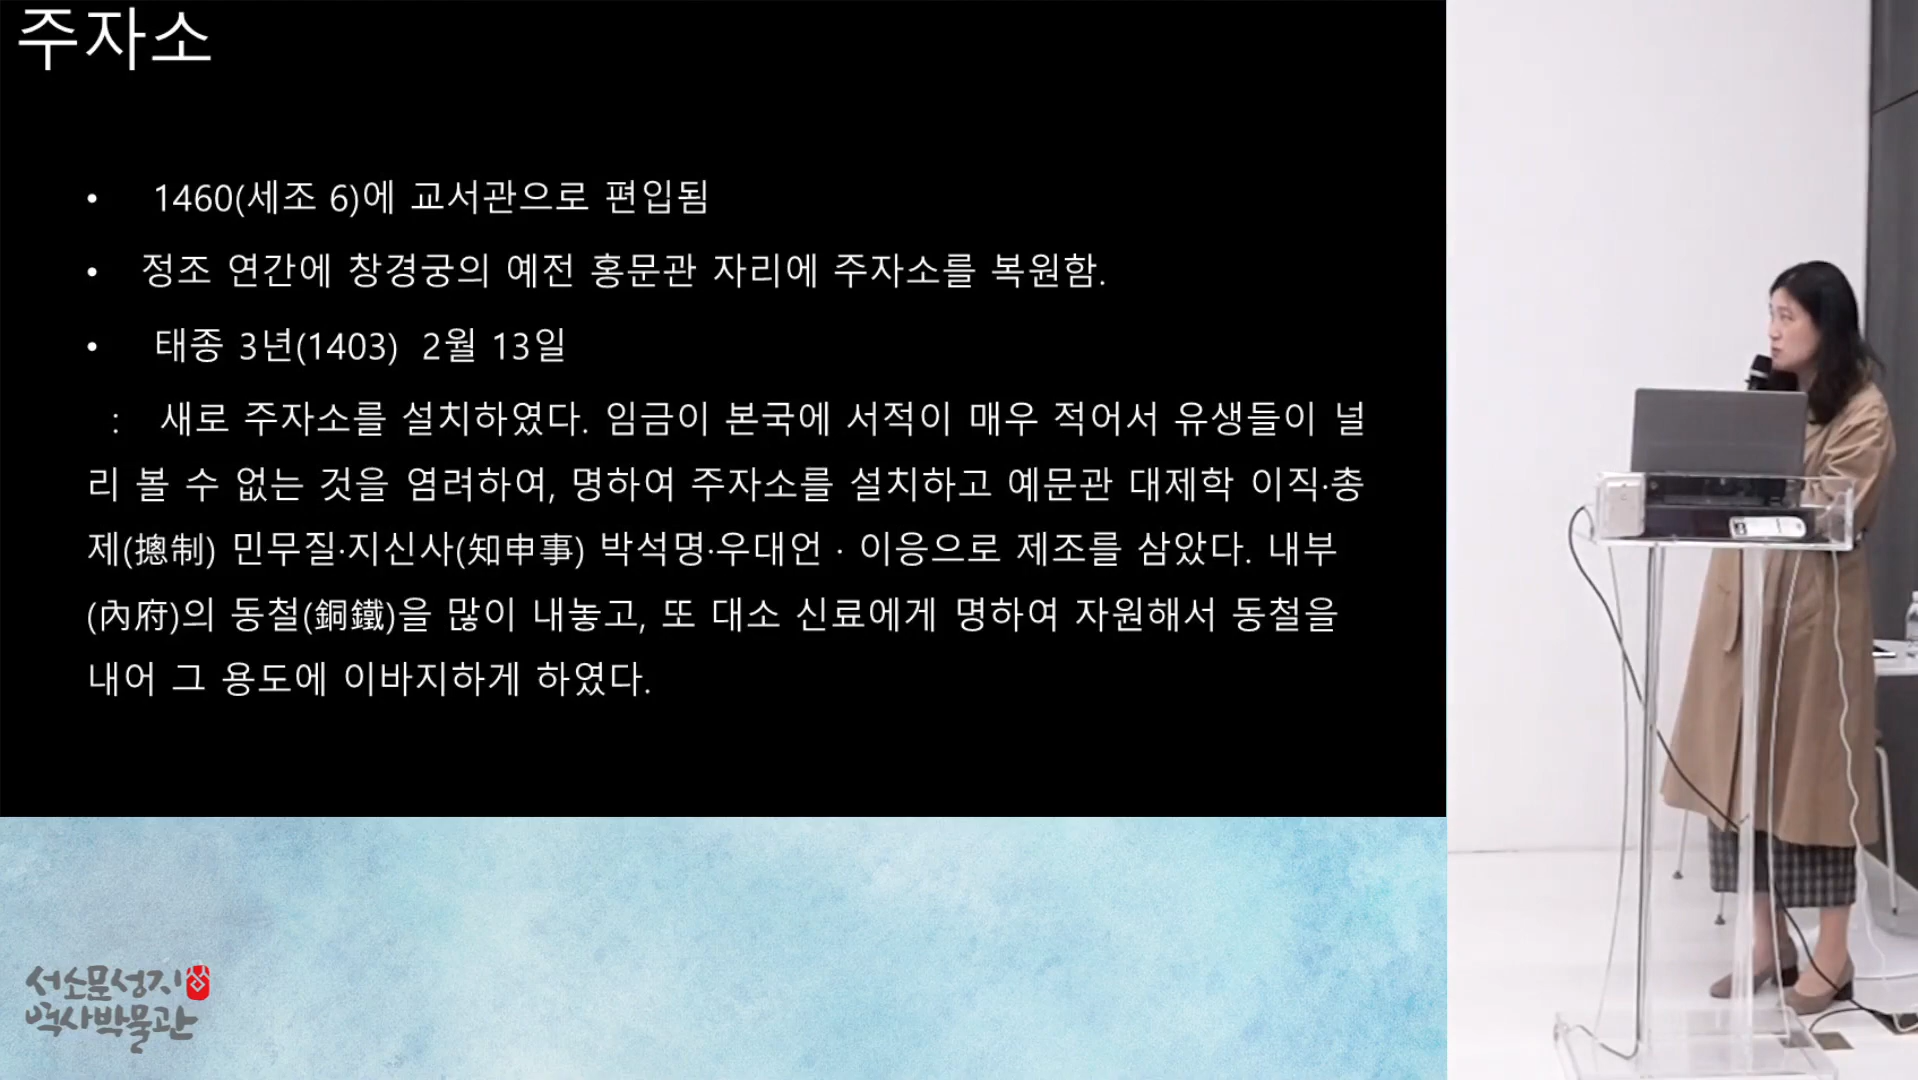 주자소
• 1460(세조 6)에 교서관으로 편입됨
• 정조 연간에 창경궁의 예전 홍문관 자리에 주자소를 복원함.
• 태종 3년(1403) 2월 13일
: 새로 주자소를 설치하였다. 임금이 본국에 서적이 매우 적어서 유생들이 널
리 볼 수 없는 것을 염려하여, 명하여 주자소를 설치하고 예문관 대제학 이직·총
제(摠制) 민무질·지신사(知申事) 박석명·우대언 · 이응으로 제조를 삼았다. 내부
(內府)의 동철(銅鐵)을 많이 내놓고, 또 대소 신료에게 명하여 자원해서 동철을
내어 그 용도에 이바지하게 하였다.
서소문성지
역사박물관